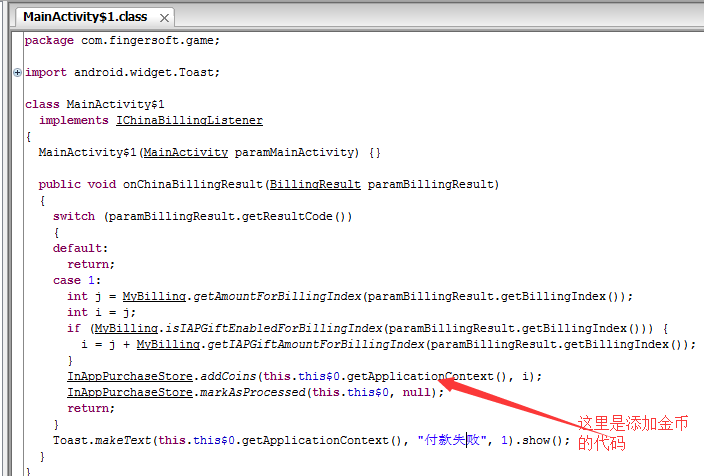 MainActivity$1.class
package com.fingersoft.game;
import android.widget.Toast;
class MainActivity$1
implements IChinaBillingListener
{
MainActivity$1(MainActivity paramMainActivity) {}
public void onChinaBillingResult(BillingResult paramBillingResult)
{
switch (paramBillingResult.getResultCode())
{
default:
return;
case 1:
int j = MyBilling.getAmountForBillingIndex(paramBillingResult.getBillingIndex());
int i = j;
if (MyBilling.isIAPGiftEnabledForBillingIndex(paramBillingResult.getBillingIndex())) {
i = j + MyBilling.getIAPGiftAmountForBillingIndex(paramBillingResult.getBillingIndex());
}
InAppPurchaseStore.addCoins(this.this$0.getApplicationContext(), i);
InAppPurchaseStore.markAsProcessed(this.this$0, null);
return;
}
Toast.makeText(this.this$0.getApplicationContext(), "付款失败", 1).show();
}
}
这里是添加金币
的代码